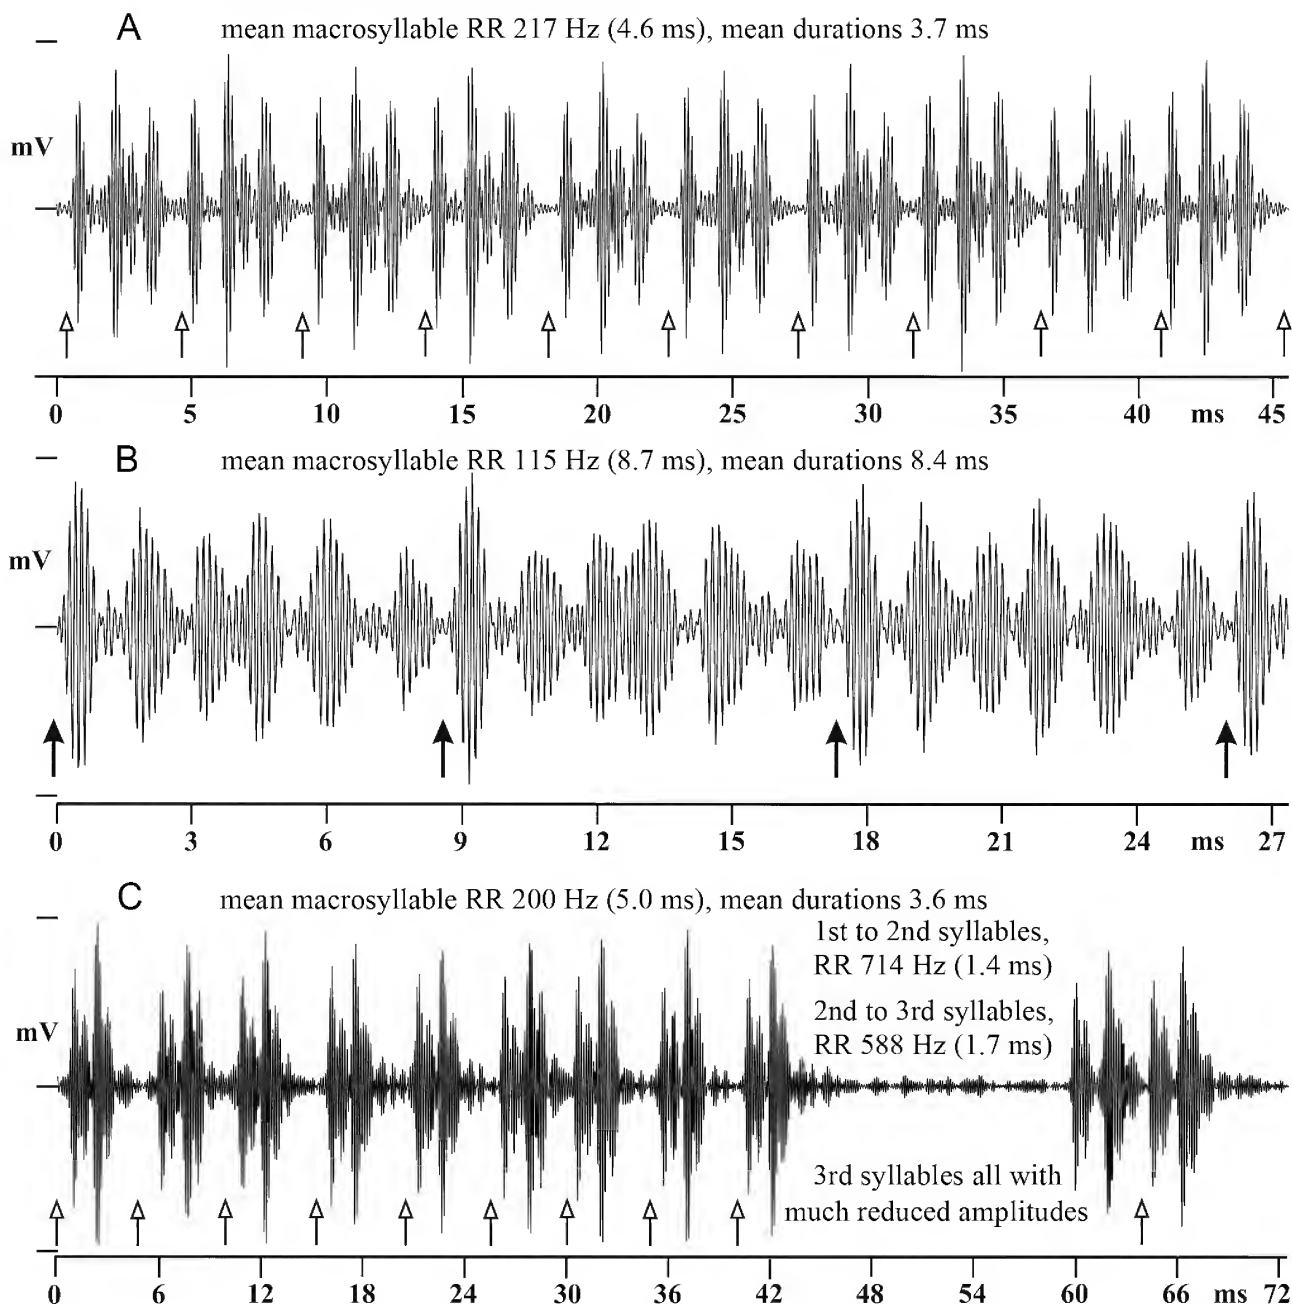 A
mean macrosyllable RR 217 Hz (4.6 ms), mean durations 3.7 ms
mV
0 5 10 15 20 25 30 35 40 ms 45
B
mean macrosyllable RR 115 Hz (8.7 ms), mean durations 8.4 ms
mV
0 3 6 9 12 15 18 21 24 ms 27
C
mean macrosyllable RR 200 Hz (5.0 ms), mean durations 3.6 ms
1st to 2nd syllables,
RR 714 Hz (1.4 ms)
2nd to 3rd syllables,
RR 588 Hz (1.7 ms)
mV
3rd syllables all with
much reduced amplitudes
0 6 12 18 24 30 36 42 48 54 60 66 ms 72